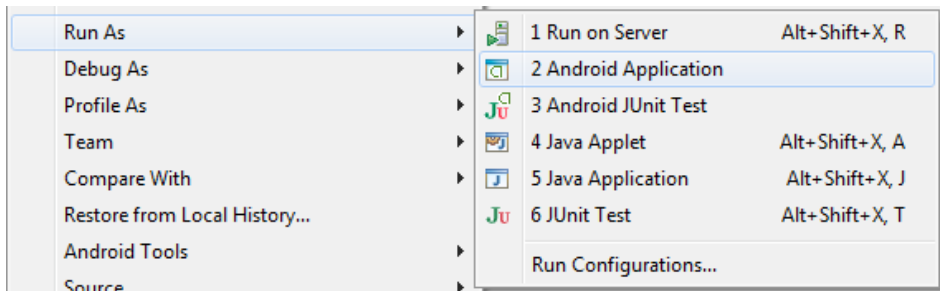 Run As
Debug As
Profile As
Team
Compare With
Restore from Local History...
Android Tools
Source
1 Run on Server Alt+Shift+X, R
2 Android Application
3 Android JUnit Test
4 Java Applet Alt+Shift+X, A
5 Java Application Alt+Shift+X, J
6 JUnit Test Alt+Shift+X, T
Run Configurations...